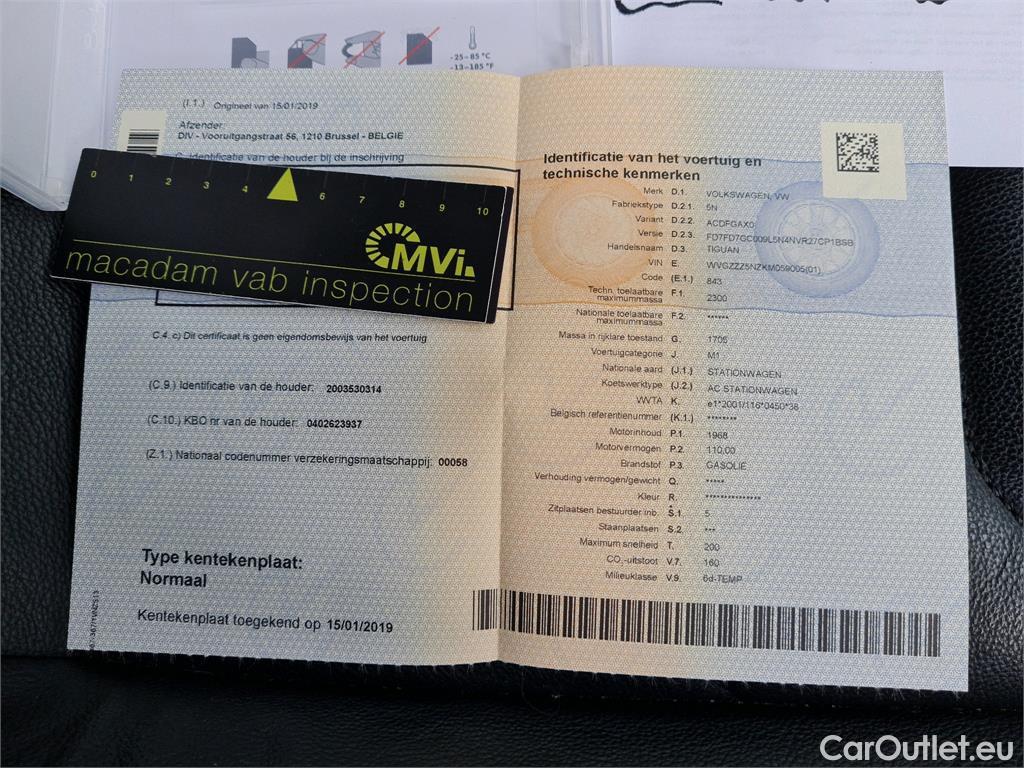 -25~85 °C
-13~185 °F
(I.1.) Origineel van 15/01/2019
Afzender:
DIV - Vooruitgangstraat 56, 1210 Brussel - BELGIE
C. Identificatie van de houder bij de inschrijving
0 1 2 3 4 6 7 8 9 10
CMVi.
macadam vab inspection
C.4. c) Dit certificaat is geen eigendomsbewijs van het voertuig
(C.9.) Identificatie van de houder: 2003530314
(C.10.) KBO nr van de houder: 0402623937
(Z.1.) Nationaal codenummer verzekeringsmaatschappij: 00058
Type kentekenplaat:
Normaal
Kentekenplaat toegekend op 15/01/2019
Identificatie van het voertuig en
technische kenmerken
Merk D.1. VOLKSWAGEN, VW
Fabriekstype D.2.1. 5N
Variant D.2.2. ACDFGAX0
Versie D.2.3. FD7FD7GC009L5N4NVR27CP1BSB
Handelsnaam D.3. TIGUAN
VIN E. WVGZZZ5NZKM059005(01)
Code (E.1.) 843
Techn. toelaatbare
maximummassa F.1. 2300
Nationale toelaatbare
maximummassa F.2. ******
Massa in rijklare toestand G. 1705
Voertuigcategorie J. M1
Nationale aard (J.1.) STATIONWAGEN
Koetswerktype (J.2.) AC STATIONWAGEN
WVTA K. e1*2001/116*0450*38
Belgisch referentienummer (K.1.) ********
Motorinhoud P.1. 1968
Motorvermogen P.2. 110,00
Brandstof P.3. GASOLIE
Verhouding vermogen/gewicht Q. *****
Kleur R. ***************
Zitplaatsen bestuurder inb. S.1. 5
Staanplaatsen S.2. ***
Maximum snelheid T. 200
CO₂-uitstoot V.7. 160
Milieuklasse V.9. 6d-TEMP
CarOutlet.eu